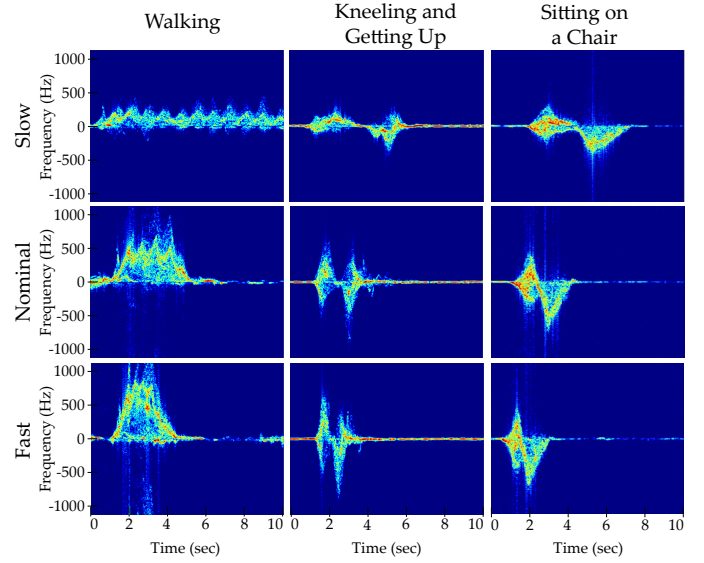 Walking
Kneeling and
Getting Up
Sitting on
a Chair
Slow
Frequency (Hz)
1000
500
0
-500
-1000
Nominal
Frequency (Hz)
1000
500
0
-500
-1000
Fast
Frequency (Hz)
1000
500
0
-500
-1000
0 2 4 6 8 10
0 2 4 6 8 10
0 2 4 6 8 10
Time (sec)
Time (sec)
Time (sec)